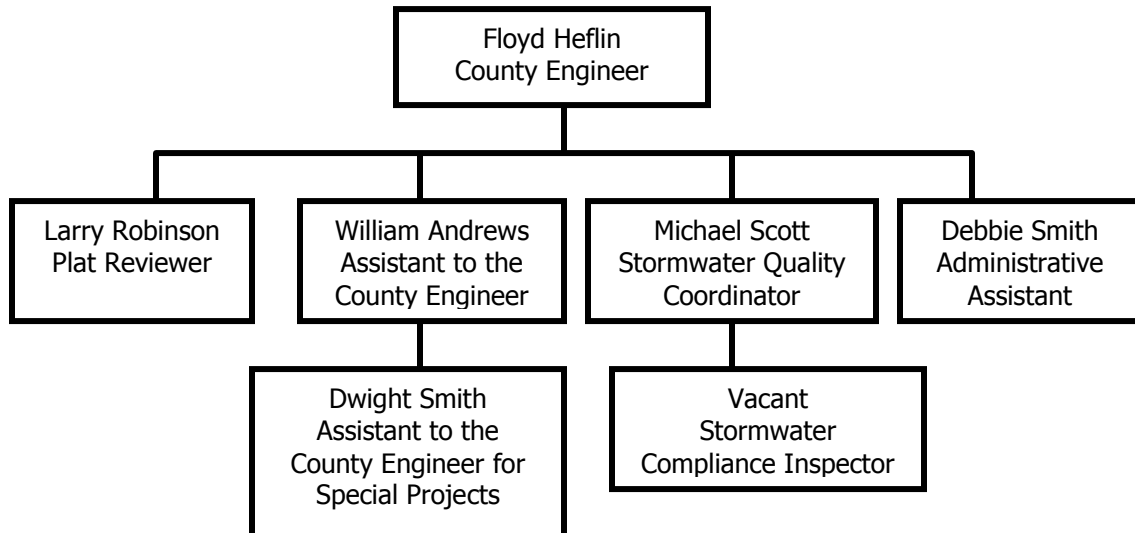 Floyd Heflin
County Engineer
Larry Robinson
Plat Reviewer
William Andrews
Assistant to the
County Engineer
Michael Scott
Stormwater Quality
Coordinator
Debbie Smith
Administrative
Assistant
Dwight Smith
Assistant to the
County Engineer for
Special Projects
Vacant
Stormwater
Compliance Inspector